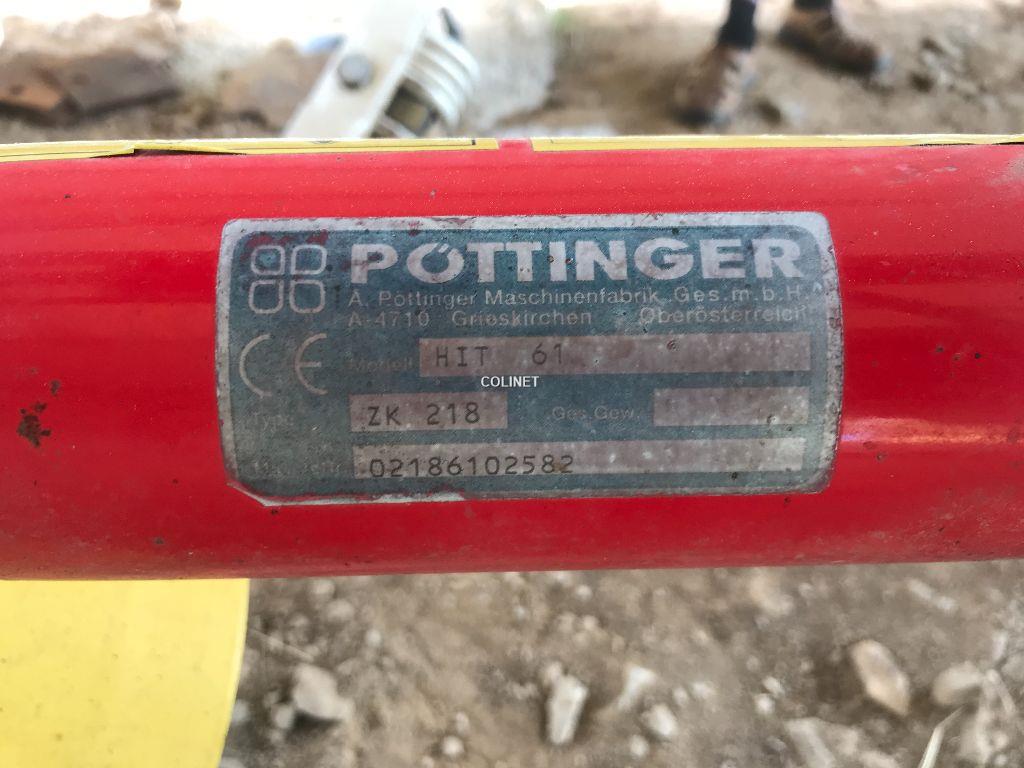 PÖTTINGER
A. Pöttinger Maschinenfabrik Ges.m.b.H.
A-4710 Grieskirchen Oberösterreich
CE Modell HIT 61
COLINET
Type ZK 218 Ges.Gew.
02186102582